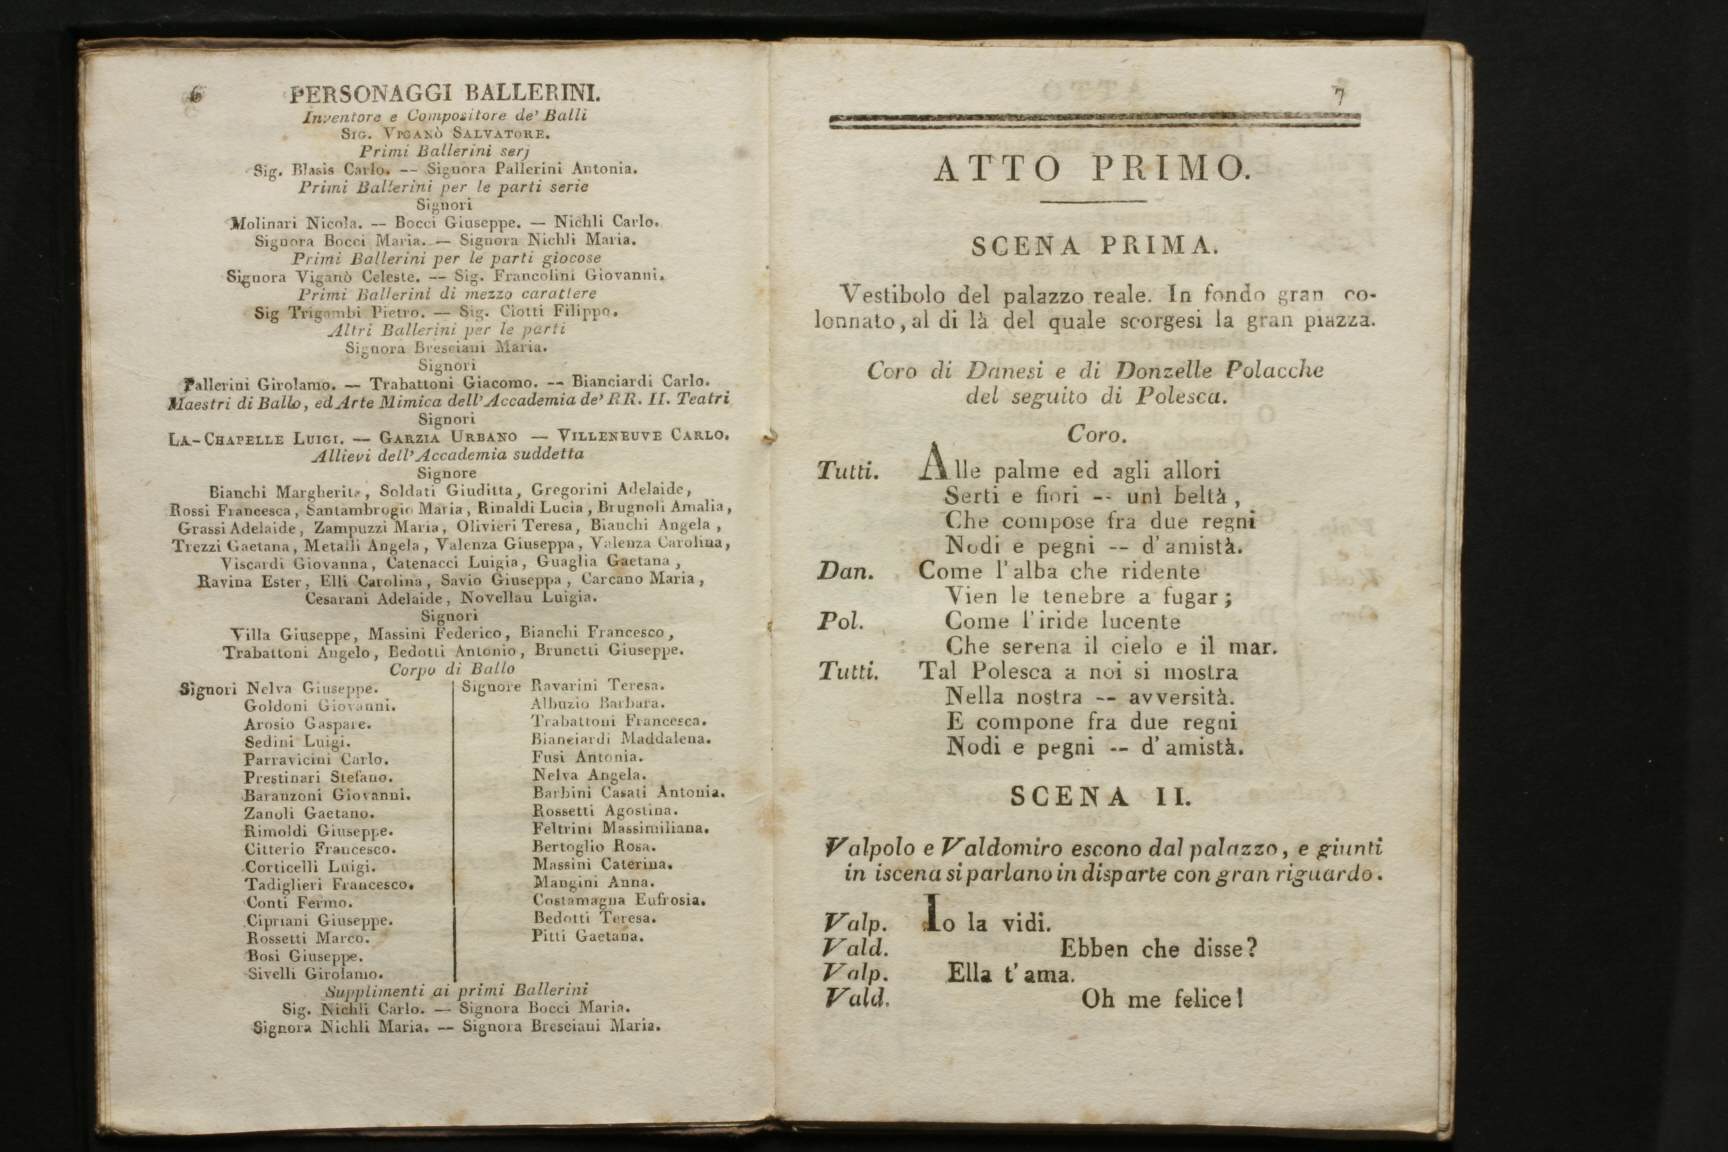 6
PERSONAGGI BALLERINI.
Inventore e Compositore de' Balli
SIG. VIGANÒ SALVATORE.
Primi Ballerini serj
Sig. Blasis Carlo. -- Signora Pallerini Antonia.
Primi Ballerini per le parti serie
Signori
Molinari Nicola. — Bocci Giuseppe. — Nichli Carlo.
Signora Bocci Maria. — Signora Nichli Maria.
Primi Ballerini per le parti giocose
Signora Viganò Celeste. — Sig. Francolini Giovanni.
Primi Ballerini di mezzo carattere
Sig Trigambi Pietro. — Sig. Ciotti Filippo.
Altri Ballerini per le parti
Signora Bresciani Maria.
Signori
Pallerini Girolamo. — Trabattoni Giacomo. -- Bianciardi Carlo.
Maestri di Ballo, ed Arte Mimica dell'Accademia de' RR. II. Teatri
Signori
LA-CHAPELLE LUIGI. — GARZIA URBANO — VILLENEUVE CARLO.
Allievi dell'Accademia suddetta
Signore
Bianchi Margherita, Soldati Giuditta, Gregorini Adelaide,
Rossi Francesca, Santambrogio Maria, Rinaldi Lucia, Brugnoli Amalia,
Grassi Adelaide, Zampuzzi Maria, Olivieri Teresa, Bianchi Angela,
Trezzi Gaetana, Metalli Angela, Valenza Giuseppa, Valenza Carolina,
Viscardi Giovanna, Catenacci Luigia, Guaglia Gaetana,
Ravina Ester, Elli Carolina, Savio Giuseppa, Carcano Maria,
Cesarani Adelaide, Novellau Luigia.
Signori
Villa Giuseppe, Massini Federico, Bianchi Francesco,
Trabattoni Angelo, Bedotti Antonio, Brunetti Giuseppe.
Corpo di Ballo
Signori Nelva Giuseppe.
Goldoni Giovanni.
Arosio Gaspare.
Sedini Luigi.
Parravicini Carlo.
Prestinari Stefano.
Baranzoni Giovanni.
Zanoli Gaetano.
Rimoldi Giuseppe.
Citterio Francesco.
Corticelli Luigi.
Tadiglieri Francesco.
Conti Fermo.
Cipriani Giuseppe.
Rossetti Marco.
Bosi Giuseppe.
Sivelli Girolamo.
Signore Ravarini Teresa.
Albuzio Barbara.
Trabattoni Francesca.
Bianciardi Maddalena.
Fusi Antonia.
Nelva Angela.
Barbini Casati Antonia.
Rossetti Agostina.
Feltrini Massimiliana.
Bertoglio Rosa.
Massini Caterina.
Mangini Anna.
Costamagna Eufrosia.
Bedotti Teresa.
Pitti Gaetana.
Supplimenti ai primi Ballerini
Sig. Nichli Carlo. — Signora Bocci Maria.
Signora Nichli Maria. — Signora Bresciani Maria.
7
ATTO PRIMO.
SCENA PRIMA.
Vestibolo del palazzo reale. In fondo gran co-
lonnato, al di là del quale scorgesi la gran piazza.
Coro di Danesi e di Donzelle Polacche
del seguito di Polesca.
Coro.
Tutti. Alle palme ed agli allori
Serti e fiori -- unì beltà,
Che compose fra due regni
Nodi e pegni -- d'amistà.
Dan. Come l'alba che ridente
Vien le tenebre a fugar;
Pol. Come l'iride lucente
Che serena il cielo e il mar.
Tutti. Tal Polesca a noi si mostra
Nella nostra -- avversità.
E compone fra due regni
Nodi e pegni -- d'amistà.
SCENA II.
Valpolo e Valdomiro escono dal palazzo, e giunti
in iscena si parlano in disparte con gran riguardo.
Valp. Io la vidi.
Vald. Ebben che disse?
Valp. Ella t'ama.
Vald. Oh me felice!